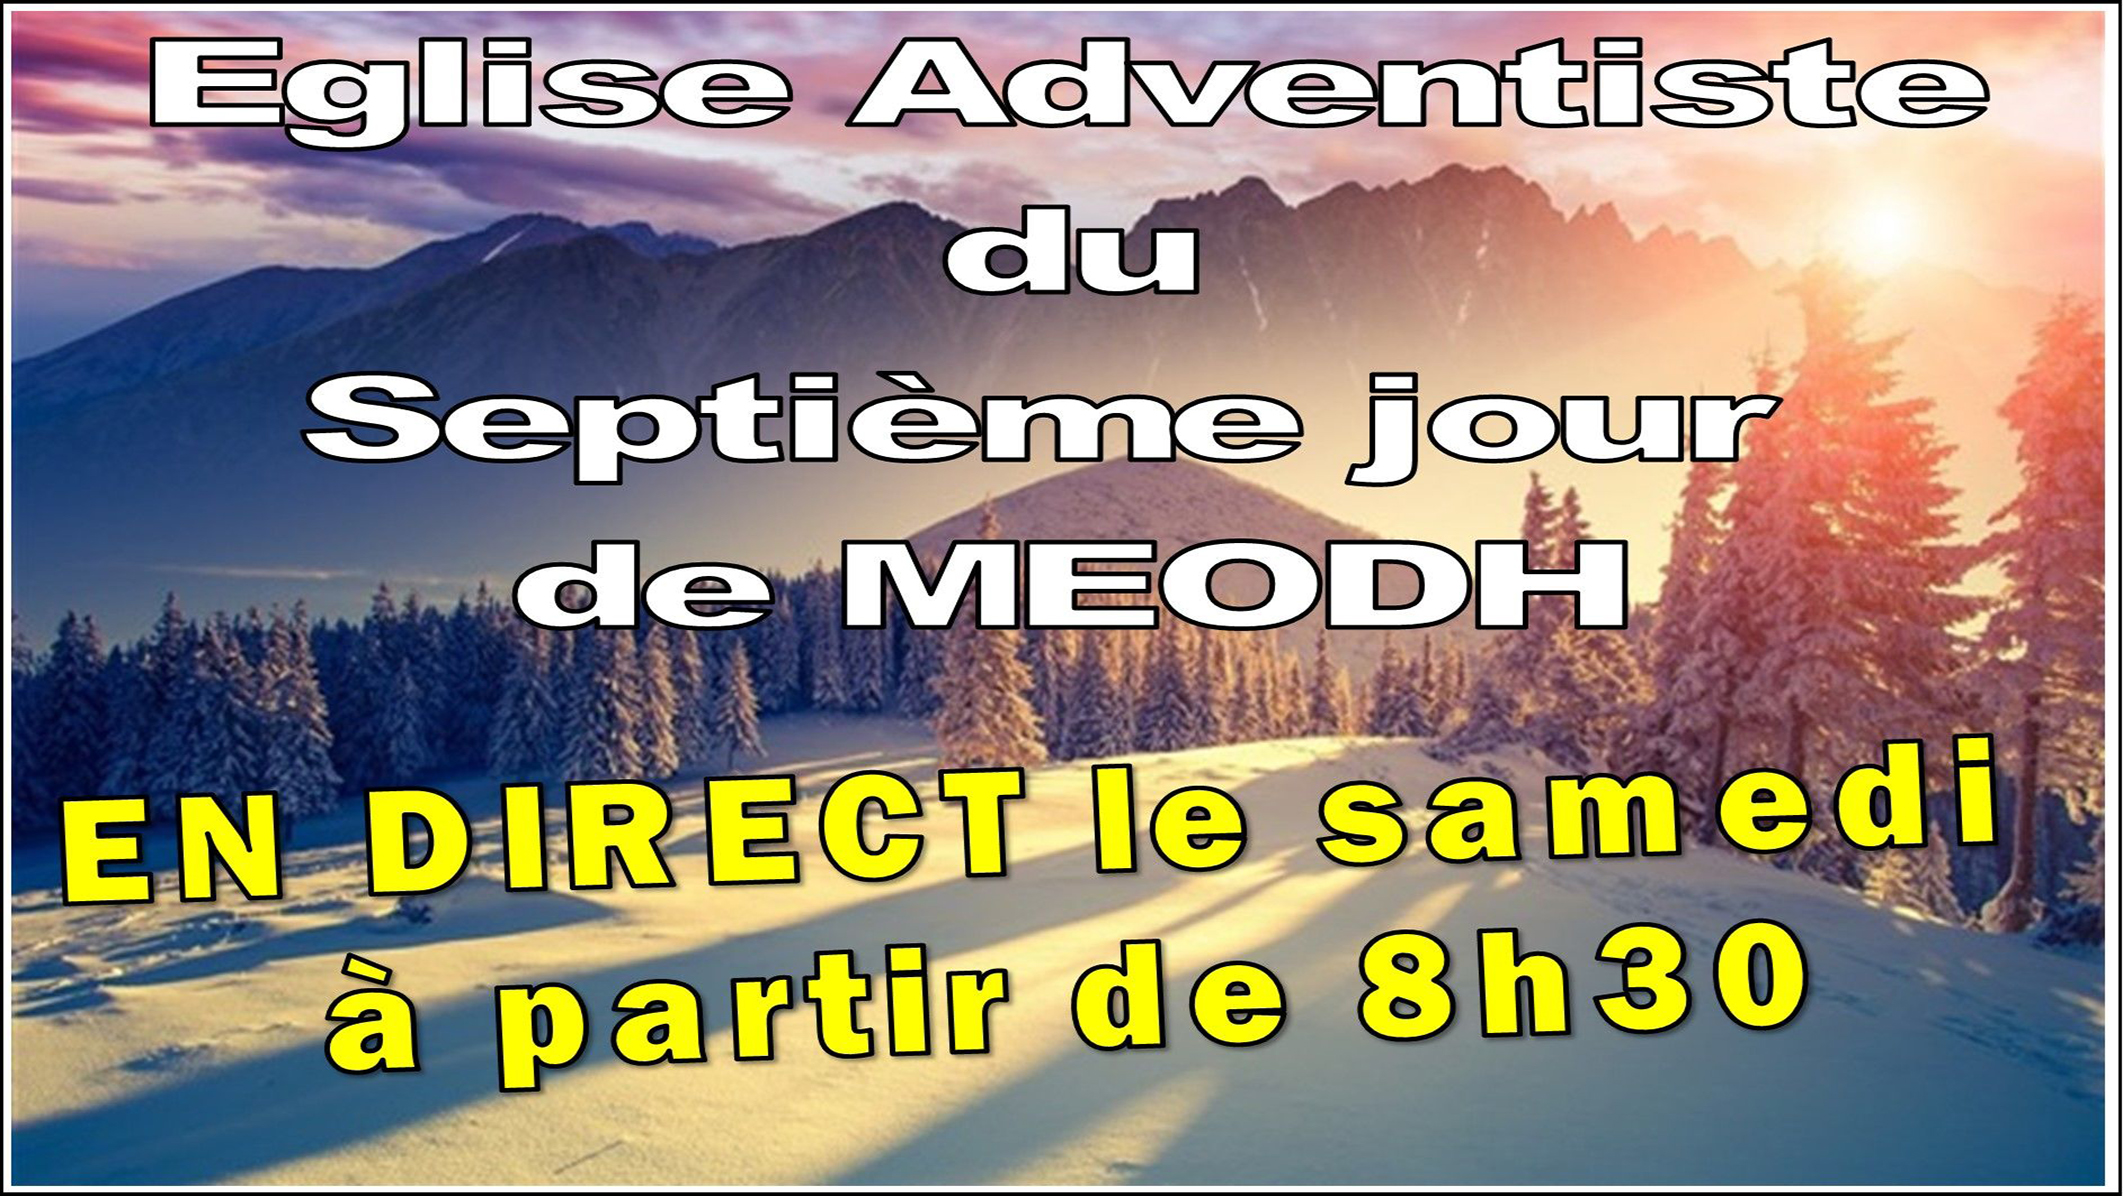 Eglise Adventiste
du
Septième jour
de MEODH
EN DIRECT le samedi
à partir de 8h30